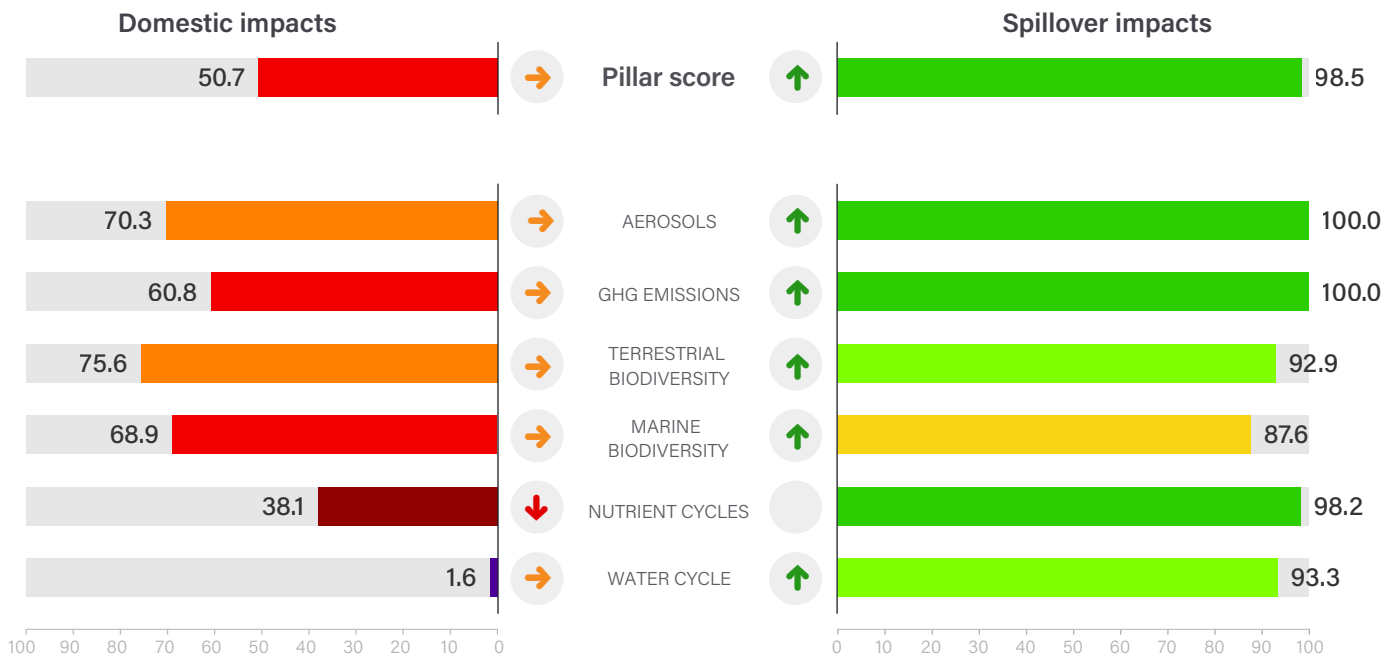 Domestic impacts
Spillover impacts
50.7
Pillar score
98.5
70.3
AEROSOLS
100.0
60.8
GHG EMISSIONS
100.0
75.6
TERRESTRIAL
BIODIVERSITY
92.9
68.9
MARINE
BIODIVERSITY
87.6
38.1
NUTRIENT CYCLES
98.2
1.6
WATER CYCLE
93.3
100 90 80 70 60 50 40 30 20 10 0
0 10 20 30 40 50 60 70 80 90 100